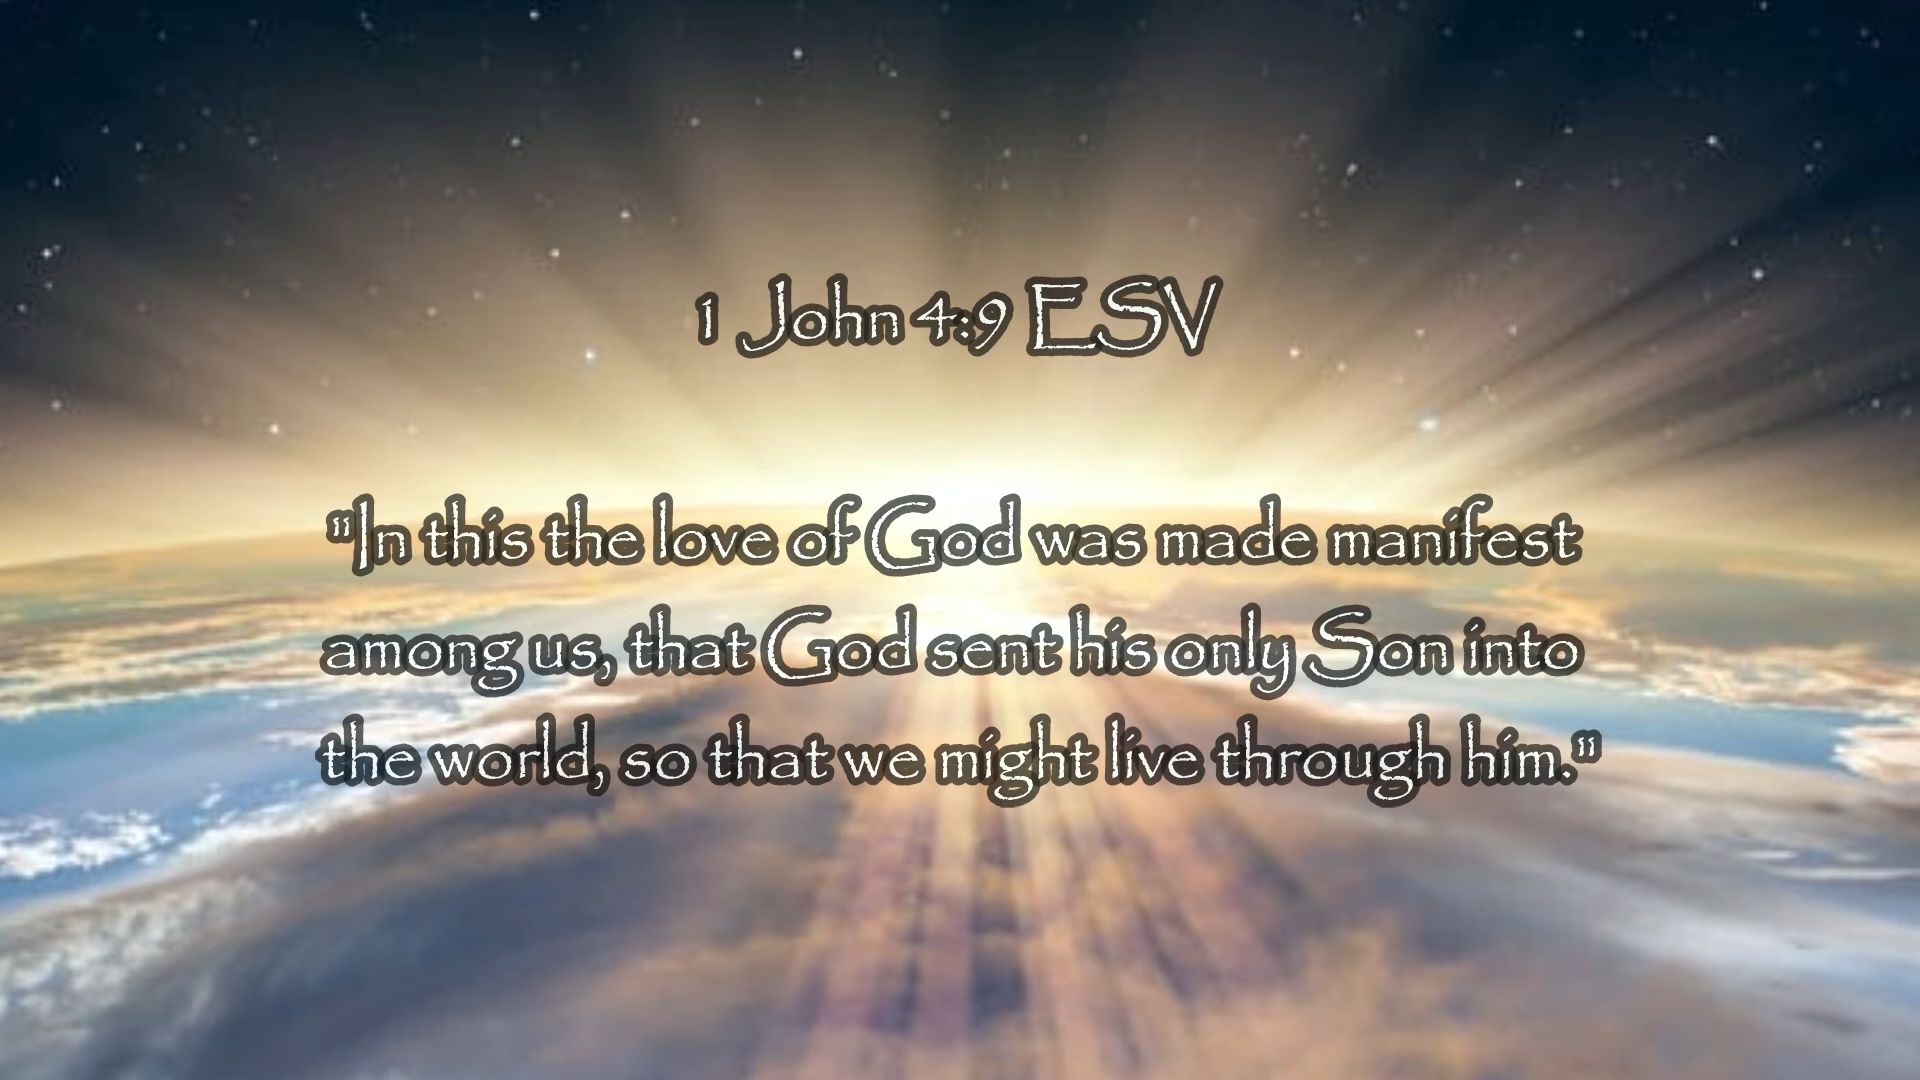 1 John 4:9 ESV
"In this the love of God was made manifest
among us, that God sent his only Son into
the world, so that we might live through him."